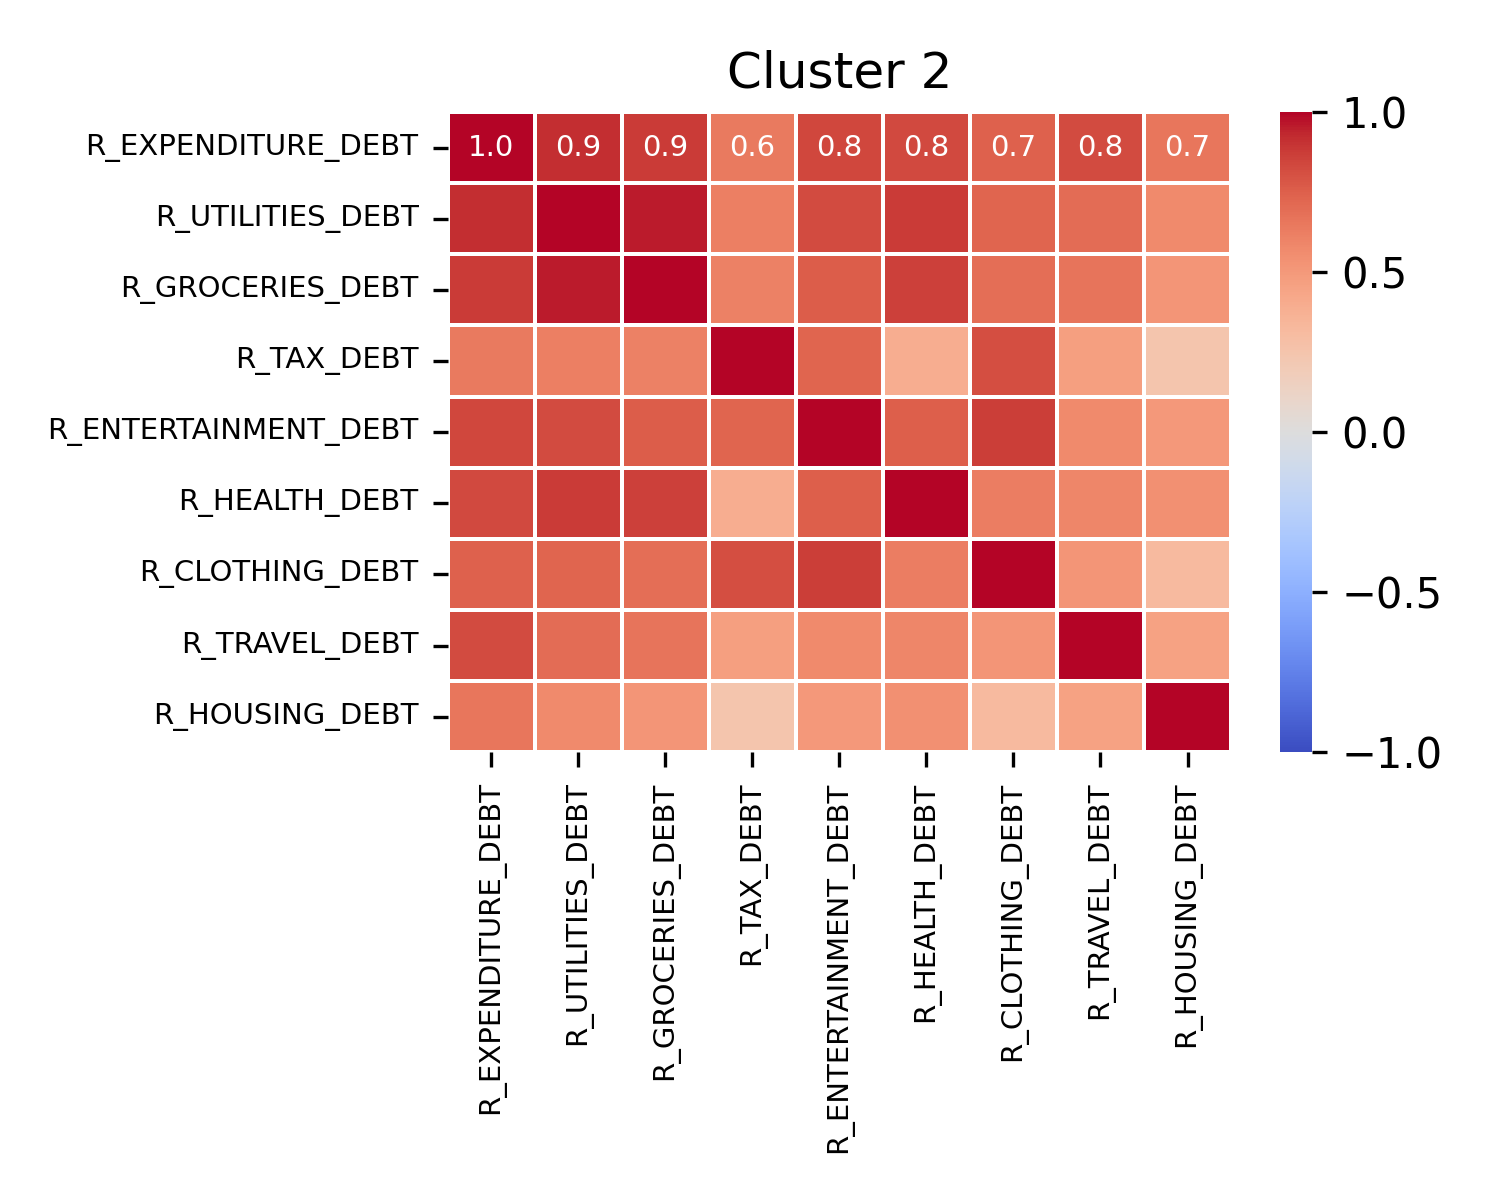 Cluster 2
R_EXPENDITURE_DEBT 1.0 0.9 0.9 0.6 0.8 0.8 0.7 0.8 0.7
R_UTILITIES_DEBT
R_GROCERIES_DEBT
R_TAX_DEBT
R_ENTERTAINMENT_DEBT
R_HEALTH_DEBT
R_CLOTHING_DEBT
R_TRAVEL_DEBT
R_HOUSING_DEBT
R_EXPENDITURE_DEBT
R_UTILITIES_DEBT
R_GROCERIES_DEBT
R_TAX_DEBT
R_ENTERTAINMENT_DEBT
R_HEALTH_DEBT
R_CLOTHING_DEBT
R_TRAVEL_DEBT
R_HOUSING_DEBT
1.0
0.5
0.0
−0.5
−1.0